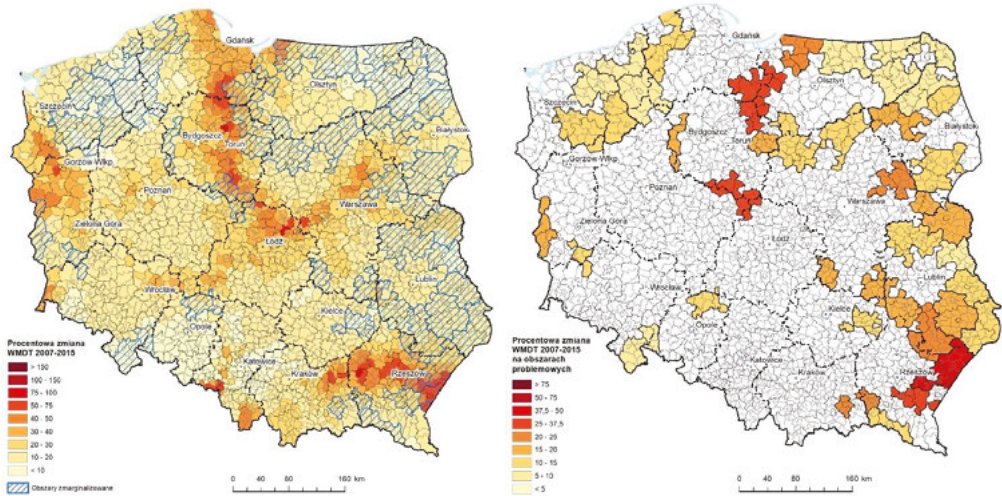 Gdańsk
Olsztyn
Szczecin
Białystok
Bydgoszcz
Toruń
Gorzów Wlkp
Poznań
Warszawa
Zielona Góra
Łódź
Wrocław
Lublin
Kielce
Opole
Katowice
Kraków
Rzeszów
Procentowa zmiana
WMDT 2007-2015
> 150
100 - 150
75 - 100
50 - 75
40 - 50
30 - 40
20 - 30
10 - 20
< 10
Obszary zmarginalizowane
0 40 80 160 km
Gdańsk
Olsztyn
Szczecin
Białystok
Bydgoszcz
Toruń
Gorzów Wlkp
Poznań
Warszawa
Zielona Góra
Łódź
Wrocław
Lublin
Kielce
Opole
Katowice
Kraków
Rzeszów
Procentowa zmiana
WMDT 2007-2015
na obszarach
problemowych
> 75
50 - 75
37,5 - 50
25 - 37,5
20 - 25
15 - 20
10 - 15
5 - 10
< 5
0 40 80 160 km